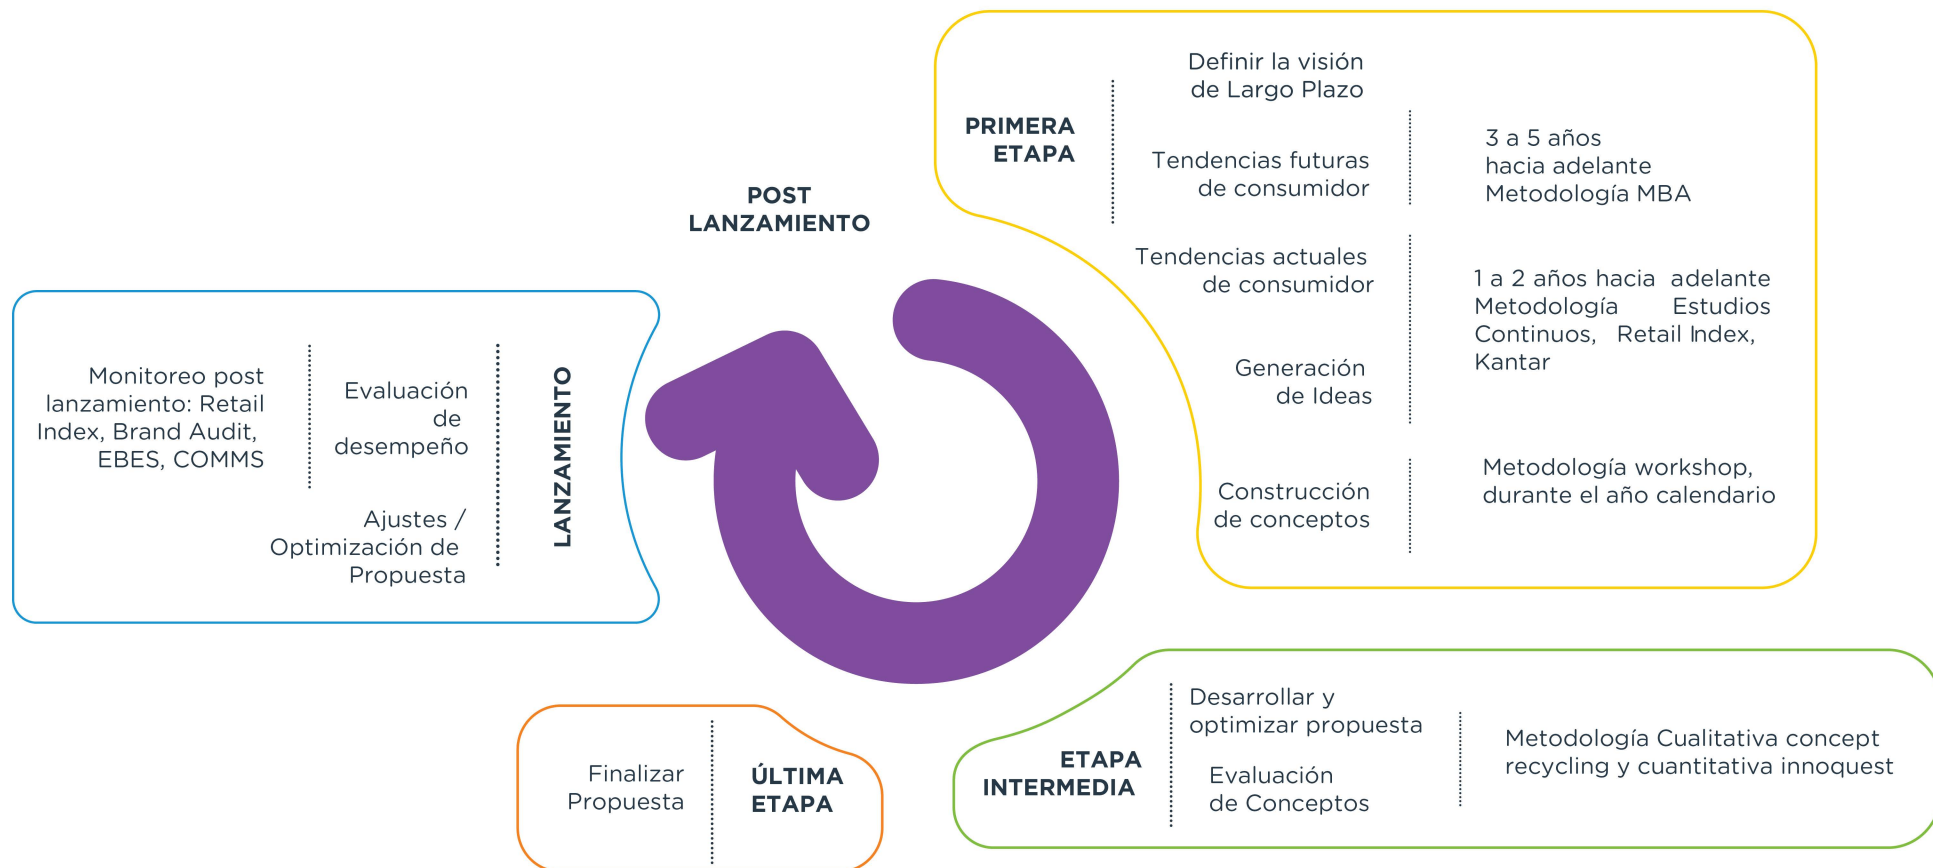 PRIMERA
ETAPA
Definir la visión
de Largo Plazo
Tendencias futuras
de consumidor
3 a 5 años
hacia adelante
Metodología MBA
Tendencias actuales
de consumidor
Generación
de Ideas
1 a 2 años hacia adelante
Metodología Estudios
Continuos, Retail Index,
Kantar
Construcción
de conceptos
Metodología workshop,
durante el año calendario
ETAPA
INTERMEDIA
Desarrollar y
optimizar propuesta
Evaluación
de Conceptos
Metodología Cualitativa concept
recycling y cuantitativa innoquest
ÚLTIMA
ETAPA
Finalizar
Propuesta
LANZAMIENTO
Evaluación
de
desempeño
Monitoreo post
lanzamiento: Retail
Index, Brand Audit,
EBES, COMMS
Ajustes /
Optimización de
Propuesta
POST
LANZAMIENTO